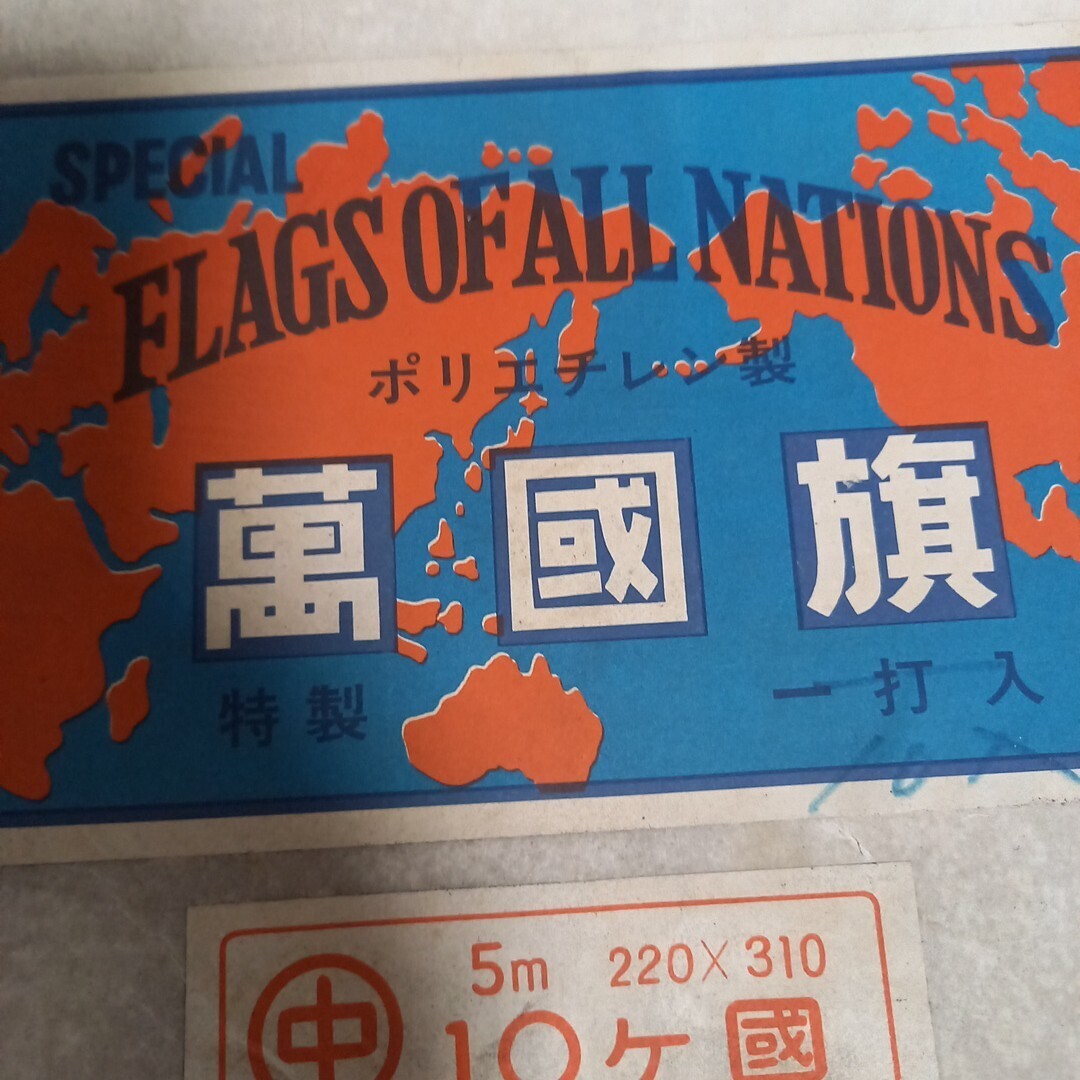 SPECIAL
FLAGS OF ALL NATIONS
ポリエチレン製
萬國旗
特製 一打入
5m 220×310
中 10ケ國